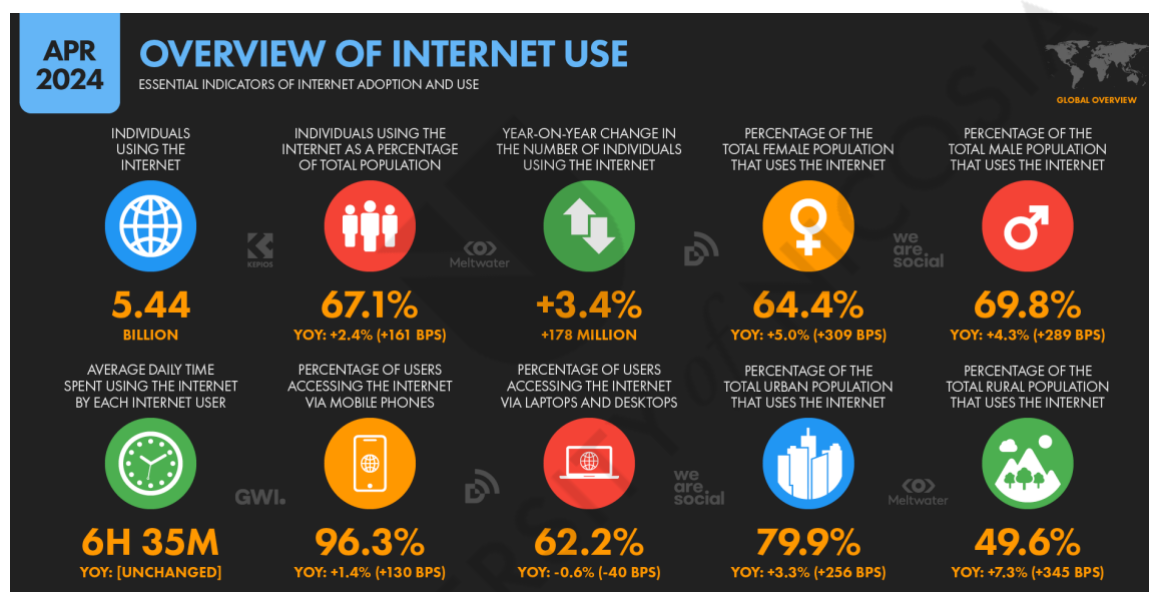 APR
2024
OVERVIEW OF INTERNET USE
ESSENTIAL INDICATORS OF INTERNET ADOPTION AND USE
GLOBAL OVERVIEW
INDIVIDUALS
USING THE
INTERNET
5.44
BILLION
INDIVIDUALS USING THE
INTERNET AS A PERCENTAGE
OF TOTAL POPULATION
67.1%
YOY: +2.4% (+161 BPS)
YEAR-ON-YEAR CHANGE IN
THE NUMBER OF INDIVIDUALS
USING THE INTERNET
+3.4%
+178 MILLION
PERCENTAGE OF THE
TOTAL FEMALE POPULATION
THAT USES THE INTERNET
64.4%
YOY: +5.0% (+309 BPS)
PERCENTAGE OF THE
TOTAL MALE POPULATION
THAT USES THE INTERNET
69.8%
YOY: +4.3% (+289 BPS)
KEPIOS
Meltwater
we
are.
social
AVERAGE DAILY TIME
SPENT USING THE INTERNET
BY EACH INTERNET USER
6H 35M
YOY: [UNCHANGED]
PERCENTAGE OF USERS
ACCESSING THE INTERNET
VIA MOBILE PHONES
96.3%
YOY: +1.4% (+130 BPS)
PERCENTAGE OF USERS
ACCESSING THE INTERNET
VIA LAPTOPS AND DESKTOPS
62.2%
YOY: -0.6% (-40 BPS)
PERCENTAGE OF THE
TOTAL URBAN POPULATION
THAT USES THE INTERNET
79.9%
YOY: +3.3% (+256 BPS)
PERCENTAGE OF THE
TOTAL RURAL POPULATION
THAT USES THE INTERNET
49.6%
YOY: +7.3% (+345 BPS)
GWI.
we
are.
social
Meltwater
ERSITY of NICOSIA